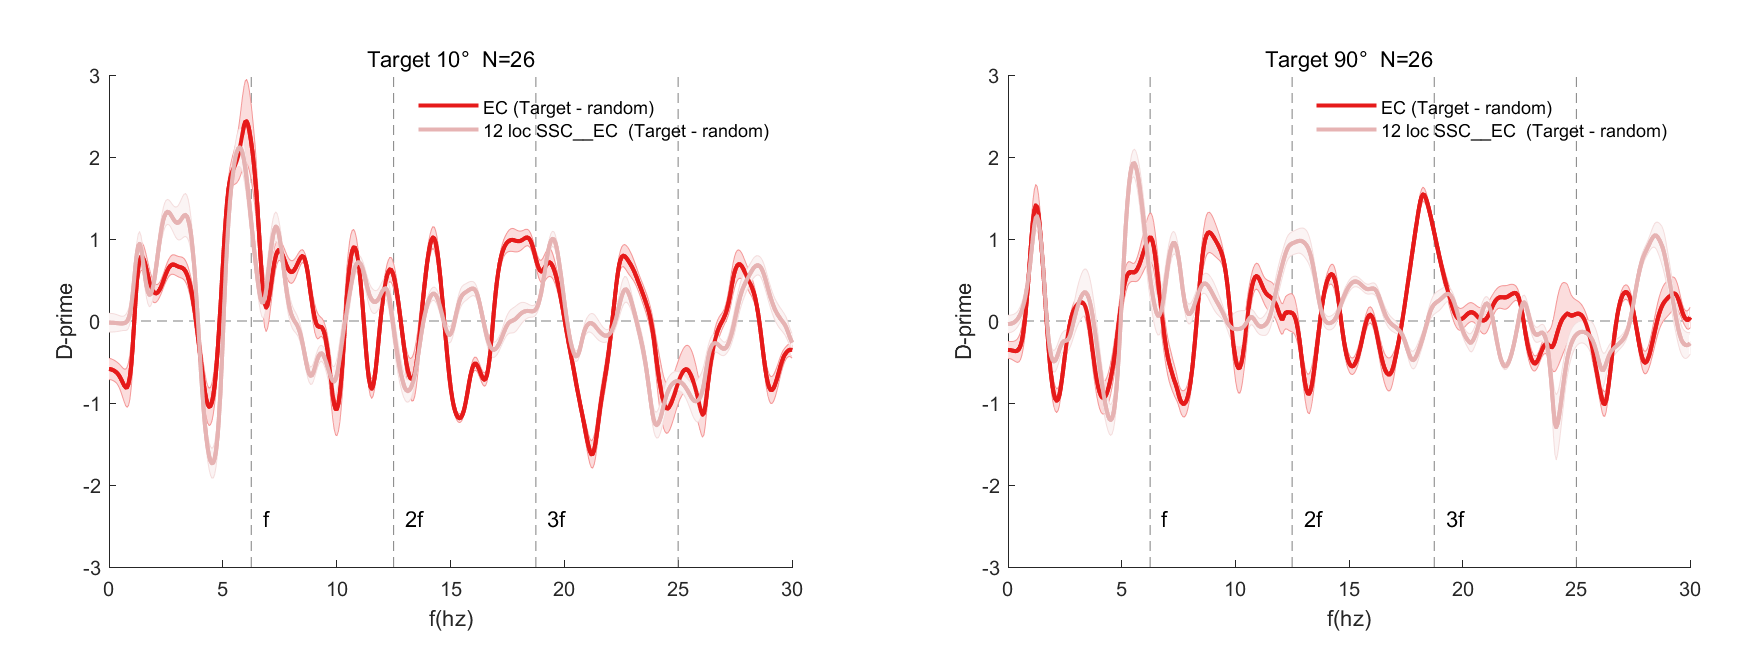 Target 10°  N=26
EC (Target - random)
12 loc SSC__EC  (Target - random)
3
2
1
0
-1
-2
-3
D-prime
f
2f
3f
0
5
10
15
20
25
30
f(hz)
Target 90°  N=26
EC (Target - random)
12 loc SSC__EC  (Target - random)
3
2
1
0
-1
-2
-3
D-prime
f
2f
3f
0
5
10
15
20
25
30
f(hz)